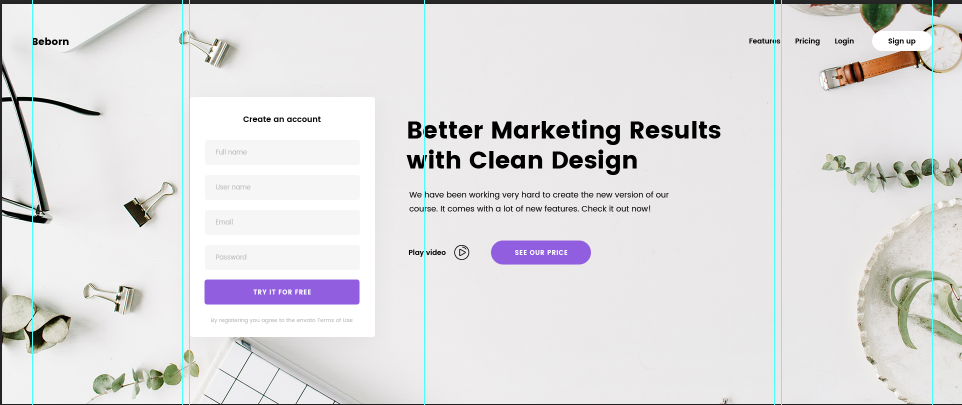 Beborn
Features Pricing Login Sign up
Create an account
Full name
User name
Email
Password
TRY IT FOR FREE
By registering you agree to the envato Terms of Use
Better Marketing Results
with Clean Design
We have been working very hard to create the new version of our
course. It comes with a lot of new features. Check it out now!
Play video
SEE OUR PRICE